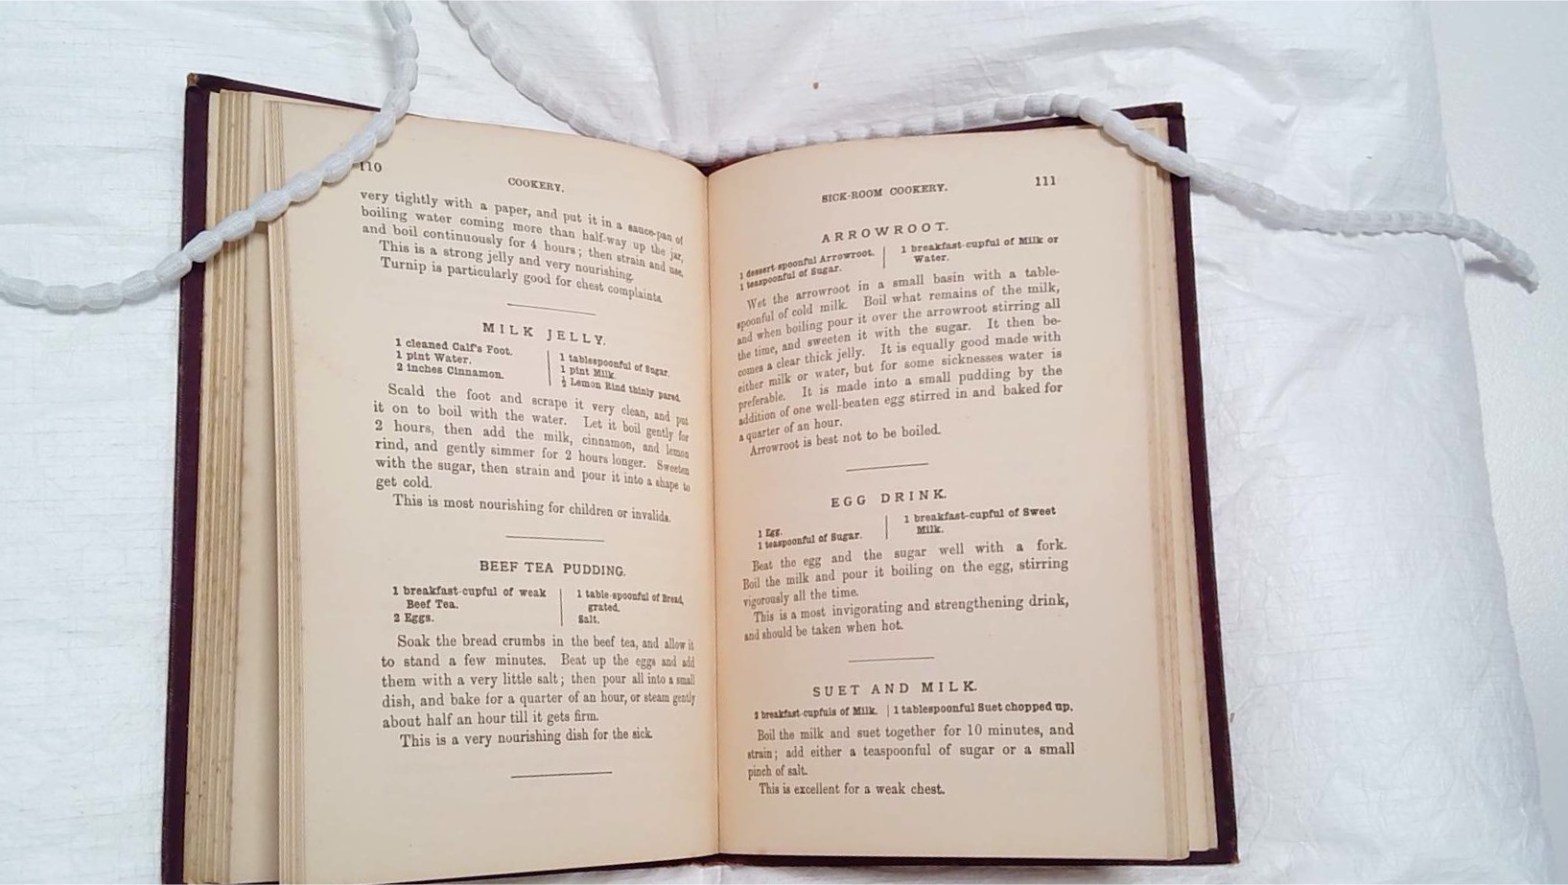 110
COOKERY.
very tightly with a paper, and put it in a sauce-pan of
boiling water coming more than half-way up the jar,
and boil continuously for 4 hours; then strain and use.
This is a strong jelly and very nourishing.
Turnip is particularly good for chest complaints.
MILK JELLY.
1 cleaned Calf's Foot.
1 pint Water.
2 inches Cinnamon.
1 tablespoonful of Sugar.
1 pint Milk.
½ Lemon Rind thinly pared.
Scald the foot and scrape it very clean, and put
it on to boil with the water. Let it boil gently for
2 hours, then add the milk, cinnamon, and lemon
rind, and gently simmer for 2 hours longer. Sweeten
with the sugar, then strain and pour it into a shape to
get cold.
This is most nourishing for children or invalids.
BEEF TEA PUDDING.
1 breakfast-cupful of weak
Beef Tea.
2 Eggs.
1 table-spoonful of Bread,
grated.
Salt.
Soak the bread crumbs in the beef tea, and allow it
to stand a few minutes. Beat up the eggs and add
them with a very little salt; then pour all into a small
dish, and bake for a quarter of an hour, or steam gently
about half an hour till it gets firm.
This is a very nourishing dish for the sick.
SICK-ROOM COOKERY.
111
ARROWROOT.
1 dessert-spoonful Arrowroot.
1 teaspoonful of Sugar.
1 breakfast-cupful of Milk or
Water.
Wet the arrowroot in a small basin with a table-
spoonful of cold milk. Boil what remains of the milk,
and when boiling pour it over the arrowroot stirring all
the time, and sweeten it with the sugar. It then be-
comes a clear thick jelly. It is equally good made with
either milk or water, but for some sicknesses water is
preferable. It is made into a small pudding by the
addition of one well-beaten egg stirred in and baked for
a quarter of an hour.
Arrowroot is best not to be boiled.
EGG DRINK.
1 Egg.
1 teaspoonful of Sugar.
1 breakfast-cupful of Sweet
Milk.
Beat the egg and the sugar well with a fork.
Boil the milk and pour it boiling on the egg, stirring
vigorously all the time.
This is a most invigorating and strengthening drink,
and should be taken when hot.
SUET AND MILK.
2 breakfast-cupfuls of Milk.
1 tablespoonful Suet chopped up.
Boil the milk and suet together for 10 minutes, and
strain; add either a teaspoonful of sugar or a small
pinch of salt.
This is excellent for a weak chest.